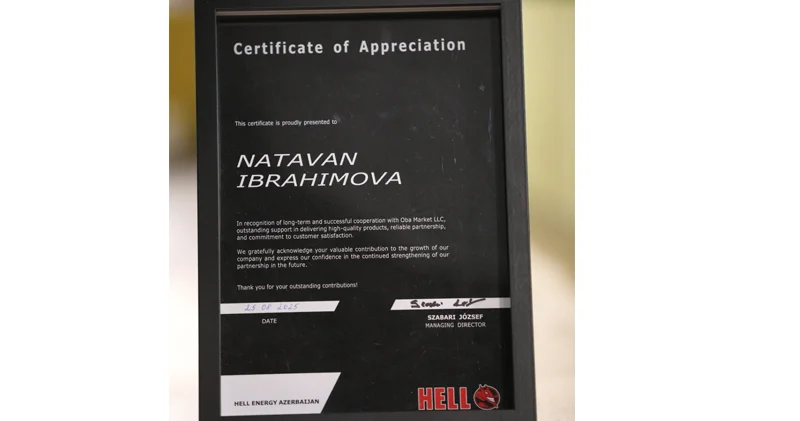 Certificate of Appreciation
This certificate is proudly presented to
NATAVAN
IBRAHIMOVA
In recognition of long-term and successful cooperation with Oba Market LLC,
outstanding support in delivering high-quality products, reliable partnership,
and commitment to customer satisfaction.
We gratefully acknowledge your valuable contribution to the growth of our
company and express our confidence in the continued strengthening of our
partnership in the future.
Thank you for your outstanding contributions!
DATE
SZABARI JÓZSEF
MANAGING DIRECTOR
HELL ENERGY AZERBAIJAN
HELL